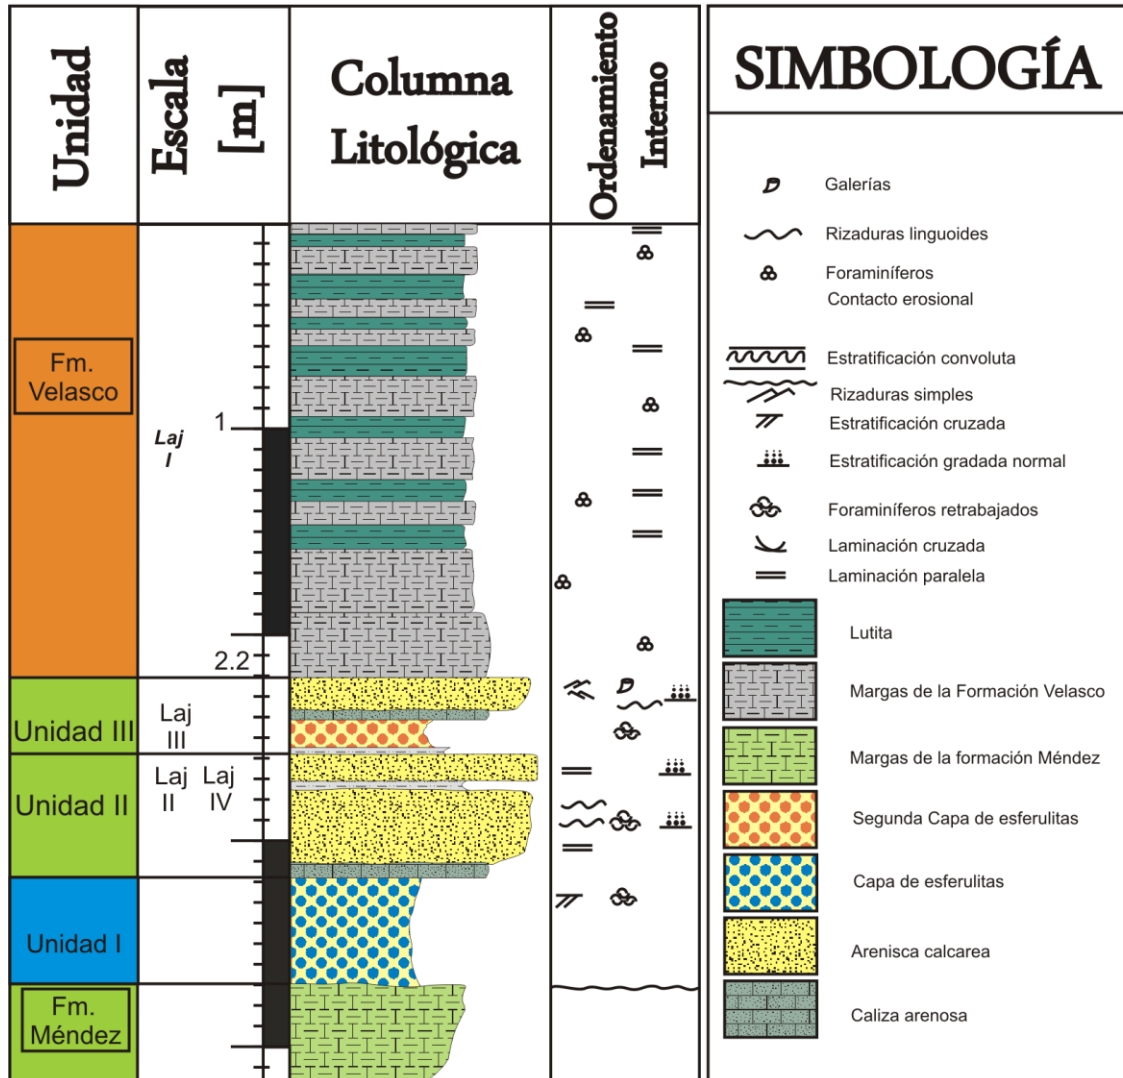 Unidad
Escala
[m]
Columna
Litológica
Ordenamiento
Interno
Fm.
Velasco
1
Laj
I
2.2
Unidad III
Laj
III
Unidad II
Laj
II
Laj
IV
Unidad I
Fm.
Méndez
SIMBOLOGÍA
Galerías
Rizaduras linguoides
Foraminíferos
Contacto erosional
Estratificación convoluta
Rizaduras simples
Estratificación cruzada
Estratificación gradada normal
Foraminíferos retrabajados
Laminación cruzada
Laminación paralela
Lutita
Margas de la Formación Velasco
Margas de la formación Méndez
Segunda Capa de esferulitas
Capa de esferulitas
Arenisca calcarea
Caliza arenosa